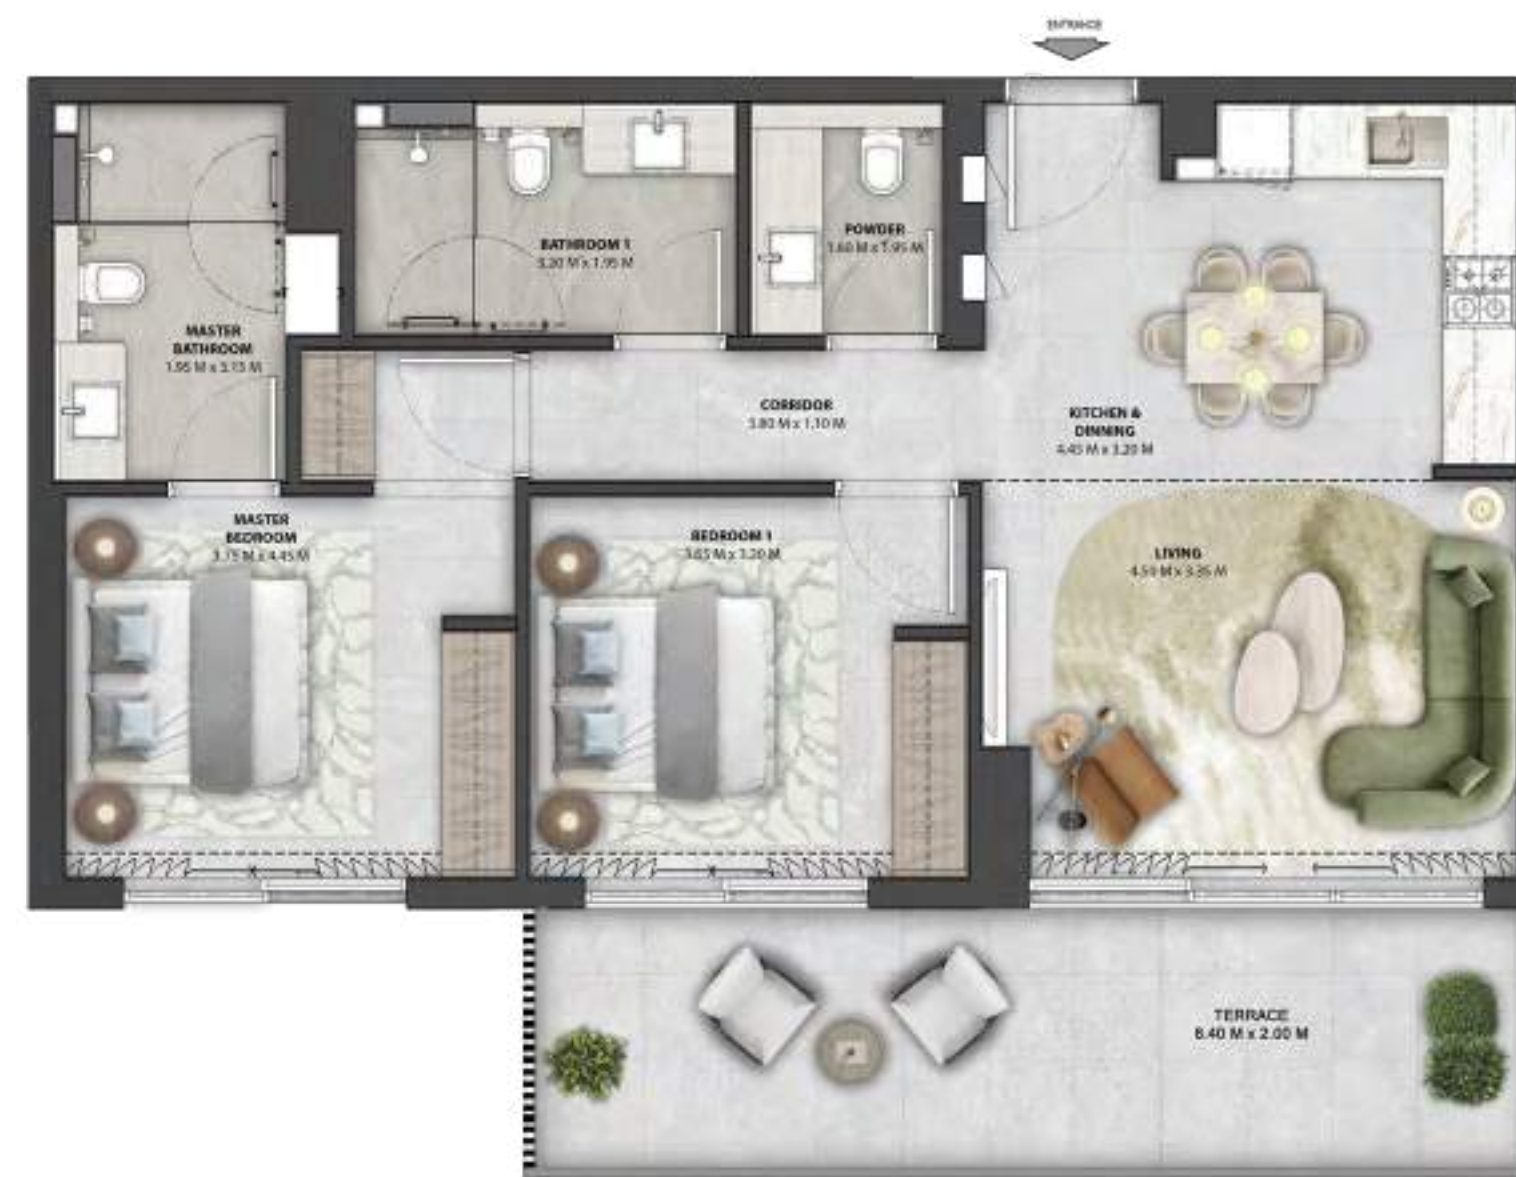 ENTRANCE
BATHROOM 1
3.20 M x 1.95 M
POWDER
1.60 M x 1.95 M
MASTER
BATHROOM
1.95 M x 3.15 M
CORRIDOR
3.80 M x 1.10 M
KITCHEN &
DINNING
4.45 M x 3.20 M
MASTER
BEDROOM
3.75 M x 4.45 M
BEDROOM 1
3.65 M x 3.20 M
LIVING
4.50 M x 3.35 M
TERRACE
8.40 M x 2.00 M